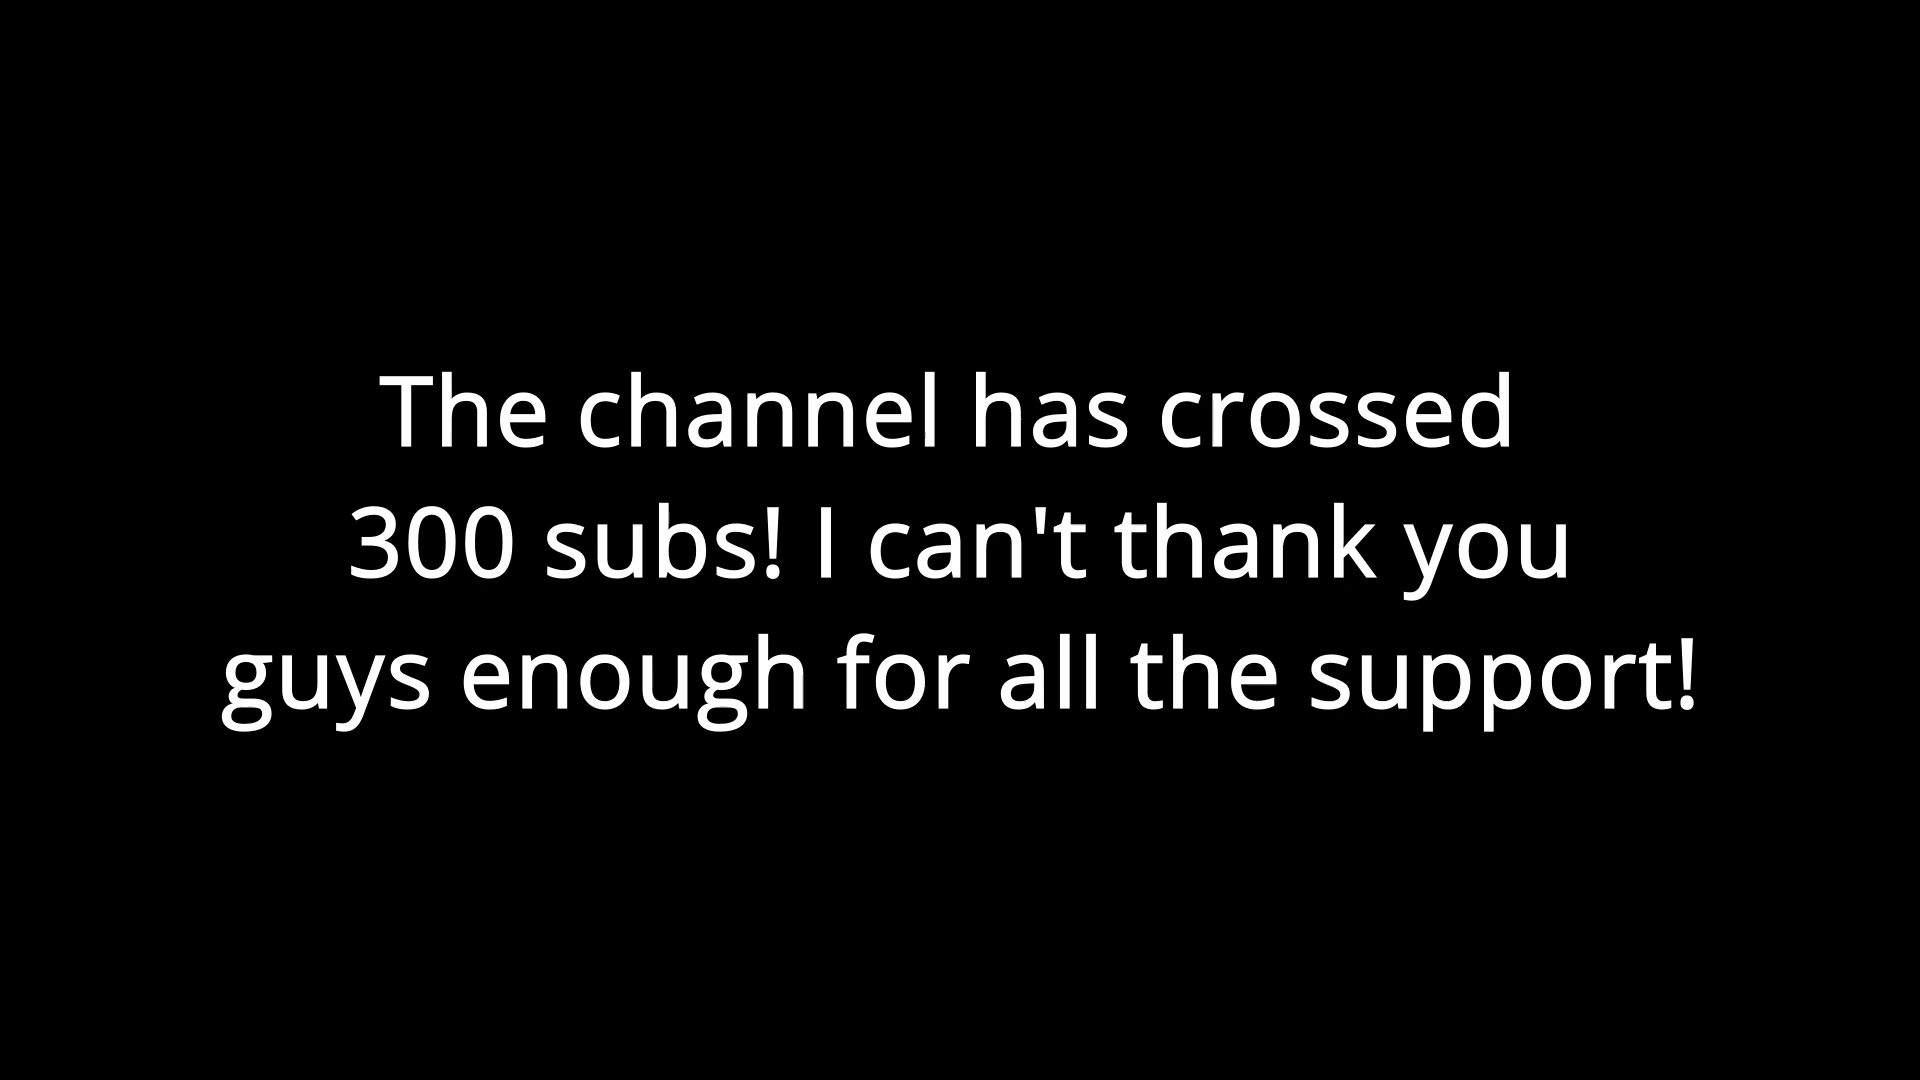 The channel has crossed
300 subs! I can't thank you
guys enough for all the support!